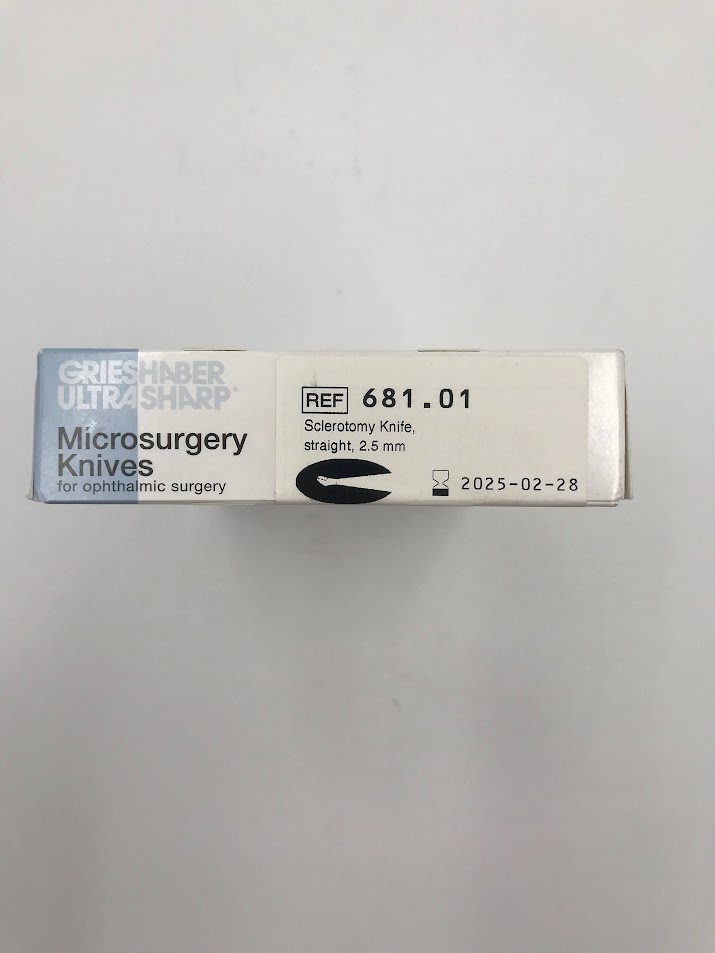 GRIESHABER
ULTRASHARP®
Microsurgery
Knives
for ophthalmic surgery
REF 681.01
Sclerotomy Knife,
straight, 2.5 mm
2025-02-28